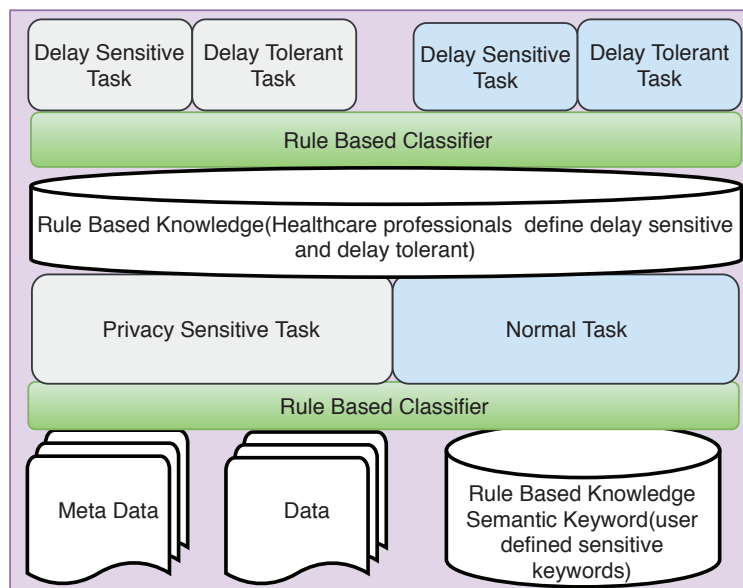 Delay Sensitive
Task
Delay Tolerant
Task
Delay Sensitive
Task
Delay Tolerant
Task
Rule Based Classifier
Rule Based Knowledge(Healthcare professionals define delay sensitive
and delay tolerant)
Privacy Sensitive Task
Normal Task
Rule Based Classifier
Meta Data
Data
Rule Based Knowledge
Semantic Keyword(user
defined sensitive
keywords)